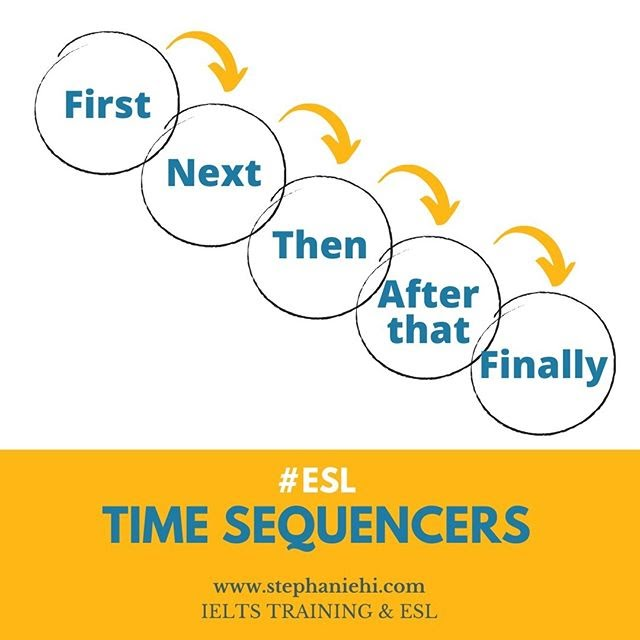 First
Next
Then
After
that
Finally
#ESL
TIME SEQUENCERS
www.stephaniehi.com
IELTS TRAINING & ESL